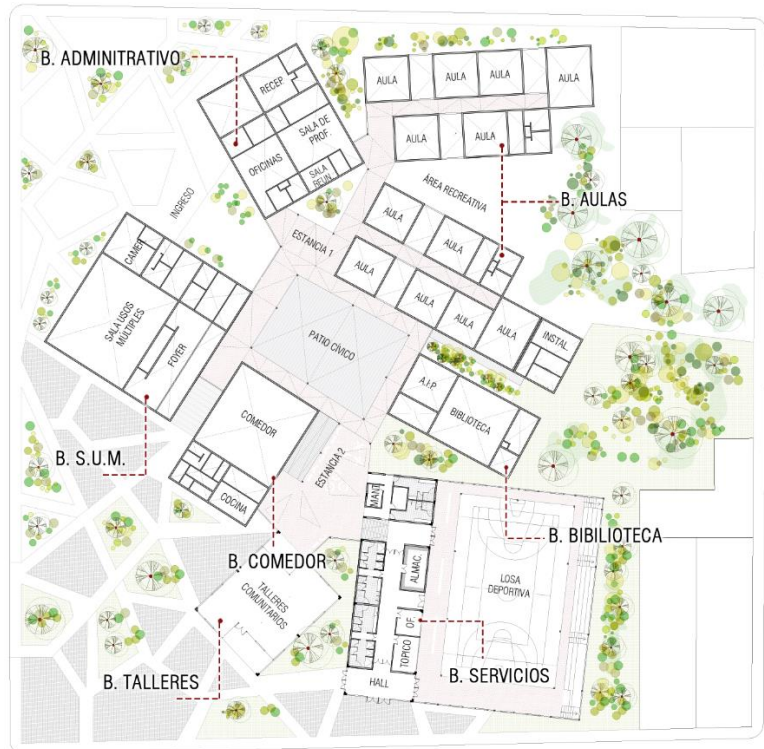 B. ADMINITRATIVO
RECEP
SALA DE
PROF.
OFICINAS
SALA
REUN.
AULA
AULA
AULA
AULA
AULA
AULA
B. AULAS
ÁREA RECREATIVA
INGRESO
ESTANCIA 1
AULA
AULA
AULA
AULA
AULA
AULA
INSTAL.
CAMER.
SALA USOS
MÚLTIPLES
FOYER
PATIO CÍVICO
A.I.P.
BIBLIOTECA
COMEDOR
B. S.U.M.
ESTANCIA 2
COCINA
MANT.
B. COMEDOR
B. BIBILIOTECA
ALMAC.
LOSA
DEPORTIVA
TALLERES
COMUNITARIOS
OF.
TOPICO
B. SERVICIOS
B. TALLERES
HALL